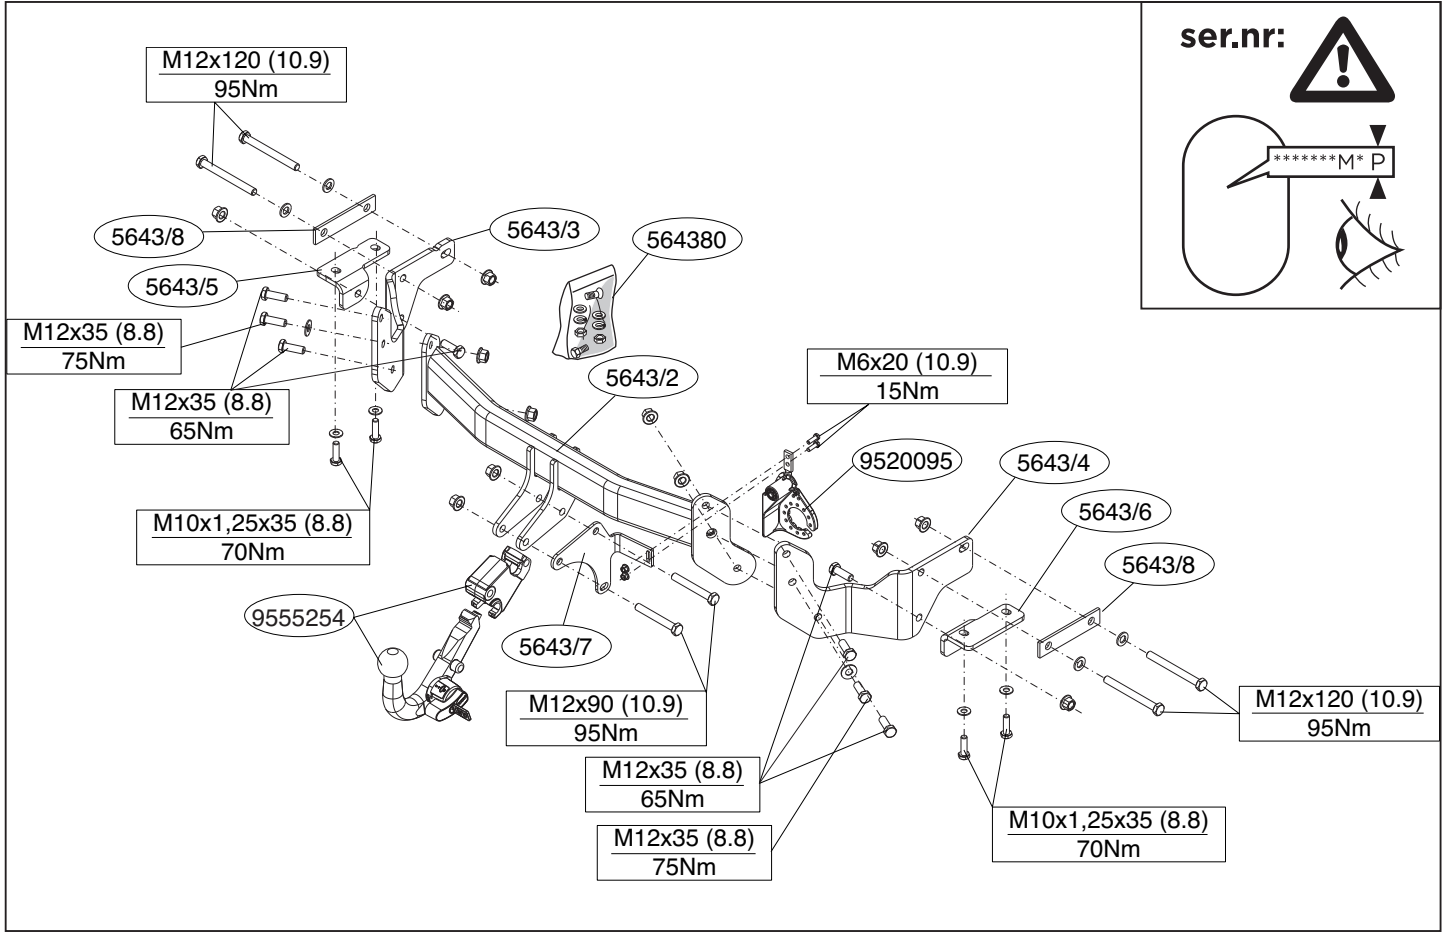 ser.nr:
*******M* P
M12x120 (10.9)
95Nm
5643/8
5643/3
564380
5643/5
M12x35 (8.8)
75Nm
M12x35 (8.8)
65Nm
5643/2
M6x20 (10.9)
15Nm
9520095
5643/4
5643/6
5643/8
M10x1,25x35 (8.8)
70Nm
9555254
5643/7
M12x90 (10.9)
95Nm
M12x120 (10.9)
95Nm
M12x35 (8.8)
65Nm
M12x35 (8.8)
75Nm
M10x1,25x35 (8.8)
70Nm